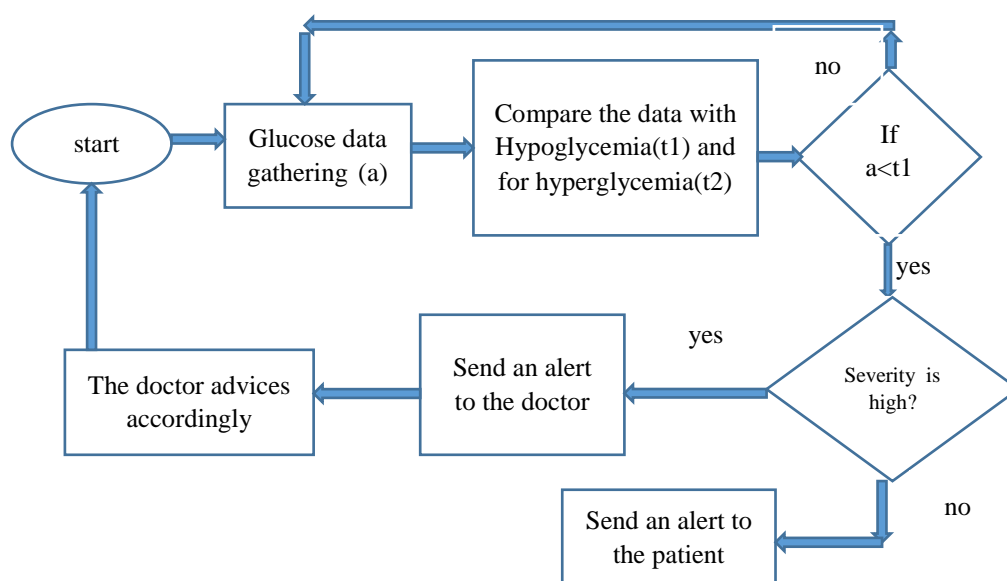 start
Glucose data
gathering (a)
Compare the data with
Hypoglycemia(t1) and
for hyperglycemia(t2)
no
If
a<t1
yes
Severity is
high?
yes
Send an alert
to the doctor
The doctor advices
accordingly
no
Send an alert to
the patient